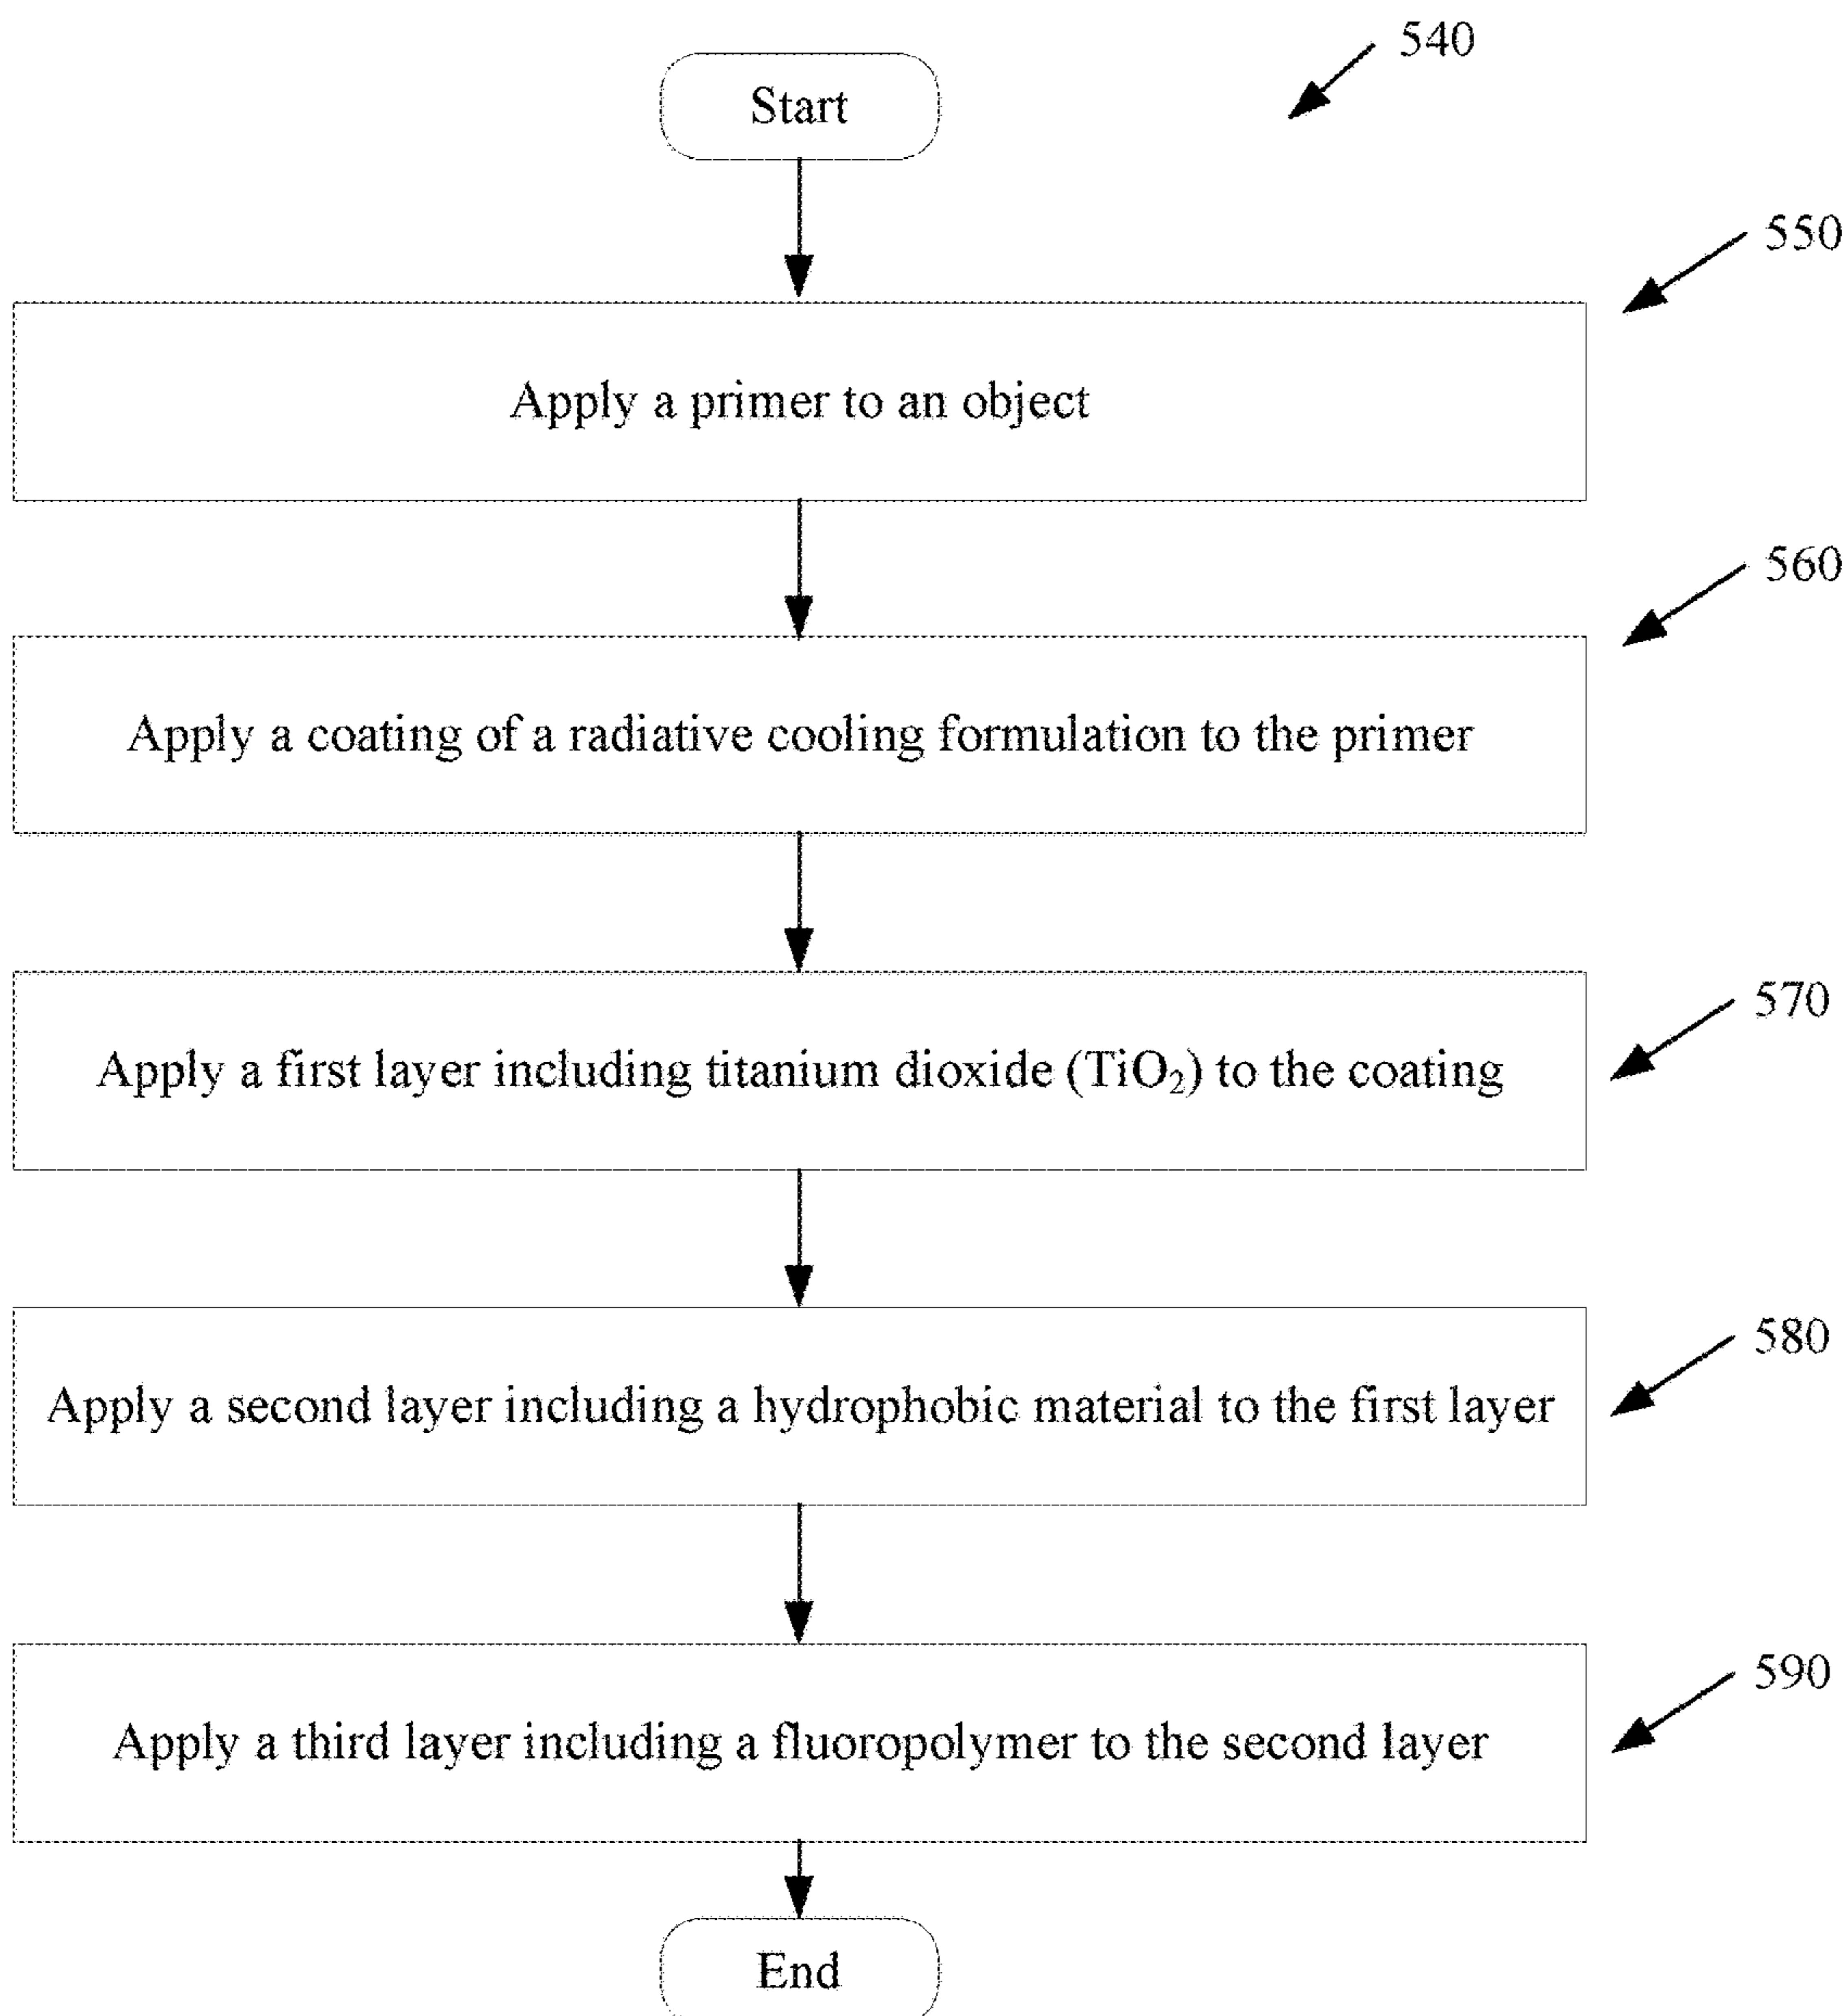 540
Start
550
Apply a primer to an object
560
Apply a coating of a radiative cooling formulation to the primer
570
Apply a first layer including titanium dioxide (TiO₂) to the coating
580
Apply a second layer including a hydrophobic material to the first layer
590
Apply a third layer including a fluoropolymer to the second layer
End